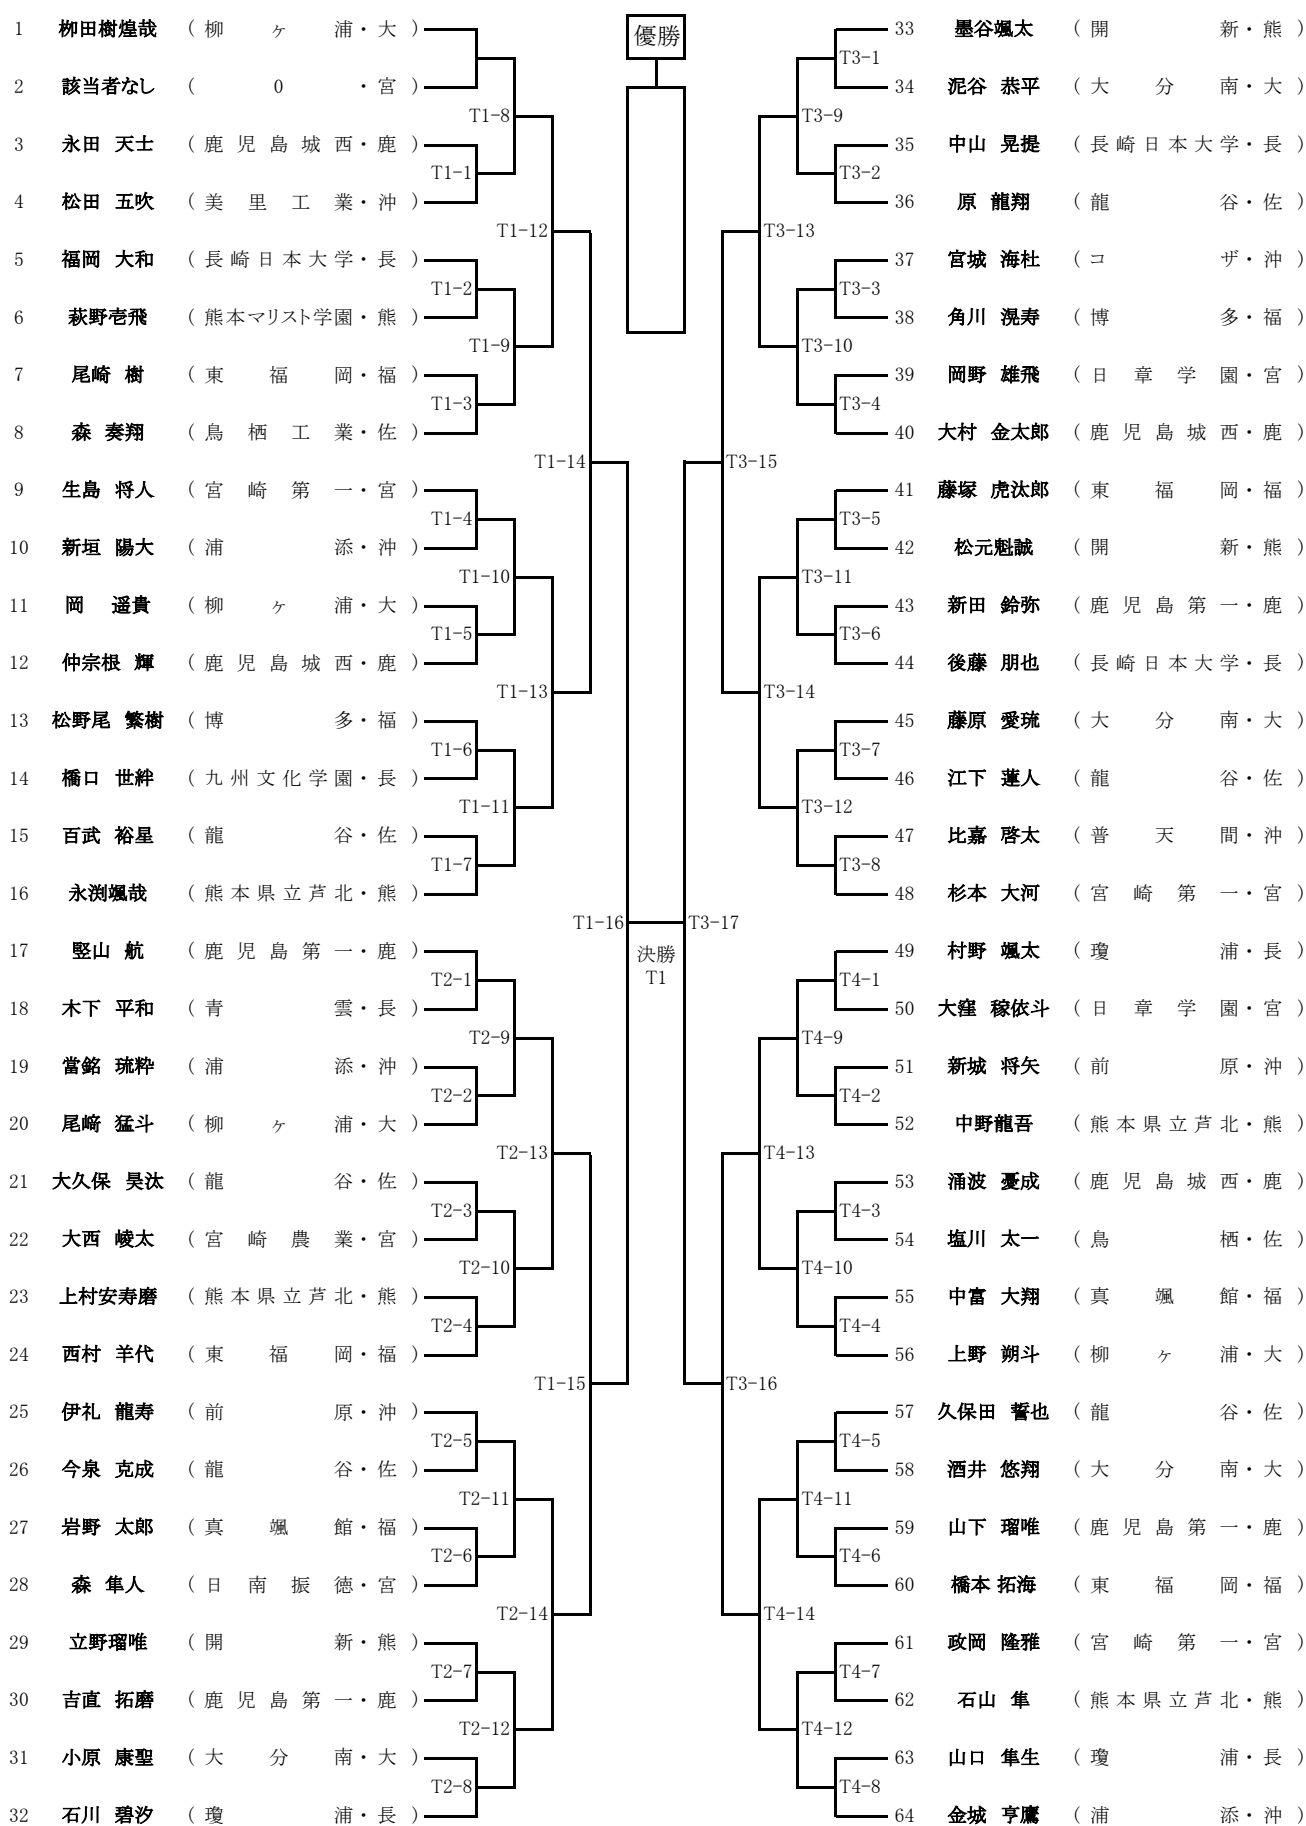 優勝
1 栁田樹煌哉 (柳ヶ浦・大)
2 該当者なし (0・宮)
T1-8
3 永田 天士 (鹿児島城西・鹿)
T1-1
4 松田 五吹 (美里工業・沖)
T1-12
5 福岡 大和 (長崎日本大学・長)
T1-2
6 萩野壱飛 (熊本マリスト学園・熊)
T1-9
7 尾崎 樹 (東福岡・福)
T1-3
8 森 奏翔 (鳥栖工業・佐)
T1-14
9 生島 将人 (宮崎第一・宮)
T1-4
10 新垣 陽大 (浦添・沖)
T1-10
11 岡 遥貴 (柳ヶ浦・大)
T1-5
12 仲宗根 輝 (鹿児島城西・鹿)
T1-13
13 松野尾 繁樹 (博多・福)
T1-6
14 橋口 世絆 (九州文化学園・長)
T1-11
15 百武 裕星 (龍谷・佐)
T1-7
16 永渕颯哉 (熊本県立芦北・熊)
T1-16
17 竪山 航 (鹿児島第一・鹿)
T2-1
18 木下 平和 (青雲・長)
T2-9
19 當銘 琉粋 (浦添・沖)
T2-2
20 尾﨑 猛斗 (柳ヶ浦・大)
T2-13
21 大久保 昊汰 (龍谷・佐)
T2-3
22 大西 崚太 (宮崎農業・宮)
T2-10
23 上村安寿磨 (熊本県立芦北・熊)
T2-4
24 西村 羊代 (東福岡・福)
T1-15
25 伊礼 龍寿 (前原・沖)
T2-5
26 今泉 克成 (龍谷・佐)
T2-11
27 岩野 太郎 (真颯館・福)
T2-6
28 森 隼人 (日南振徳・宮)
T2-14
29 立野瑠唯 (開新・熊)
T2-7
30 吉直 拓磨 (鹿児島第一・鹿)
T2-12
31 小原 康聖 (大分南・大)
T2-8
32 石川 碧汐 (瓊浦・長)
決勝
T1
33 墨谷颯太 (開新・熊)
T3-1
34 泥谷 恭平 (大分南・大)
T3-9
35 中山 晃提 (長崎日本大学・長)
T3-2
36 原 龍翔 (龍谷・佐)
T3-13
37 宮城 海杜 (コザ・沖)
T3-3
38 角川 滉寿 (博多・福)
T3-10
39 岡野 雄飛 (日章学園・宮)
T3-4
40 大村 金太郎 (鹿児島城西・鹿)
T3-15
41 藤塚 虎汰郎 (東福岡・福)
T3-5
42 松元魁誠 (開新・熊)
T3-11
43 新田 鈴弥 (鹿児島第一・鹿)
T3-6
44 後藤 朋也 (長崎日本大学・長)
T3-14
45 藤原 愛琉 (大分南・大)
T3-7
46 江下 蓮人 (龍谷・佐)
T3-12
47 比嘉 啓太 (普天間・沖)
T3-8
48 杉本 大河 (宮崎第一・宮)
T3-17
49 村野 颯太 (瓊浦・長)
T4-1
50 大窪 稼依斗 (日章学園・宮)
T4-9
51 新城 将矢 (前原・沖)
T4-2
52 中野龍吾 (熊本県立芦北・熊)
T4-13
53 涌波 憂成 (鹿児島城西・鹿)
T4-3
54 塩川 太一 (鳥栖・佐)
T4-10
55 中富 大翔 (真颯館・福)
T4-4
56 上野 朔斗 (柳ヶ浦・大)
T3-16
57 久保田 誓也 (龍谷・佐)
T4-5
58 酒井 悠翔 (大分南・大)
T4-11
59 山下 瑠唯 (鹿児島第一・鹿)
T4-6
60 橋本 拓海 (東福岡・福)
T4-14
61 政岡 隆雅 (宮崎第一・宮)
T4-7
62 石山 隼 (熊本県立芦北・熊)
T4-12
63 山口 隼生 (瓊浦・長)
T4-8
64 金城 亨鷹 (浦添・沖)